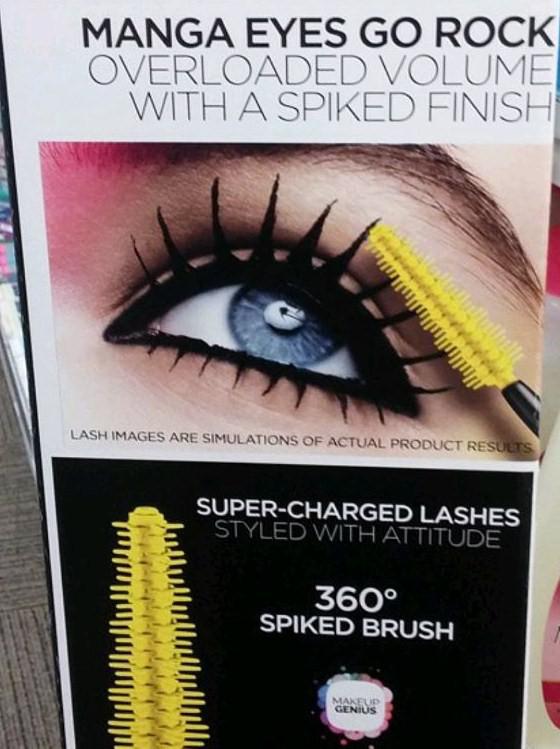 MANGA EYES GO ROCK
OVERLOADED VOLUME
WITH A SPIKED FINISH
LASH IMAGES ARE SIMULATIONS OF ACTUAL PRODUCT RESULTS.
SUPER-CHARGED LASHES
STYLED WITH ATTITUDE
360°
SPIKED BRUSH
MAKEUP
GENIUS